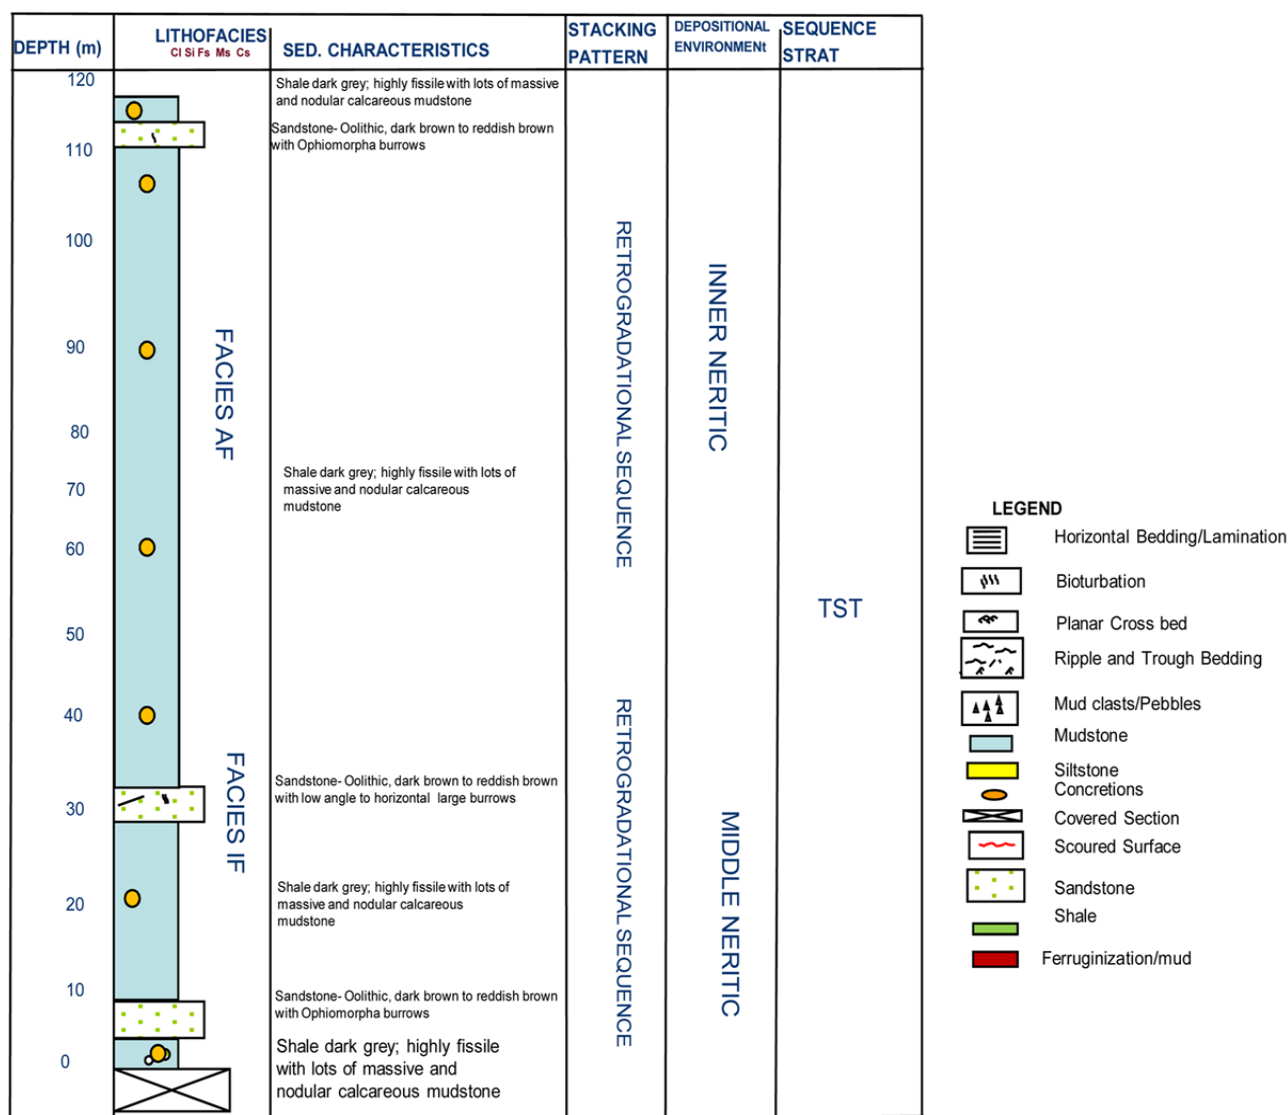 DEPTH (m)
LITHOFACIES
Cl Si Fs Ms Cs
SED. CHARACTERISTICS
STACKING
PATTERN
DEPOSITIONAL
ENVIRONMENt
SEQUENCE
STRAT
120
110
100
90
80
70
60
50
40
30
20
10
0
FACIES AF
FACIES IF
Shale dark grey; highly fissile with lots of massive
and nodular calcareous mudstone
Sandstone- Oolithic, dark brown to reddish brown
with Ophiomorpha burrows
Shale dark grey; highly fissile with lots of
massive and nodular calcareous
mudstone
Sandstone- Oolithic, dark brown to reddish brown
with low angle to horizontal large burrows
Shale dark grey; highly fissile with lots of
massive and nodular calcareous
mudstone
Sandstone- Oolithic, dark brown to reddish brown
with Ophiomorpha burrows
Shale dark grey; highly fissile
with lots of massive and
nodular calcareous mudstone
RETROGRADATIONAL SEQUENCE
RETROGRADATIONAL SEQUENCE
INNER NERITIC
MIDDLE NERITIC
TST
LEGEND
Horizontal Bedding/Lamination
Bioturbation
Planar Cross bed
Ripple and Trough Bedding
Mud clasts/Pebbles
Mudstone
Siltstone
Concretions
Covered Section
Scoured Surface
Sandstone
Shale
Ferruginization/mud